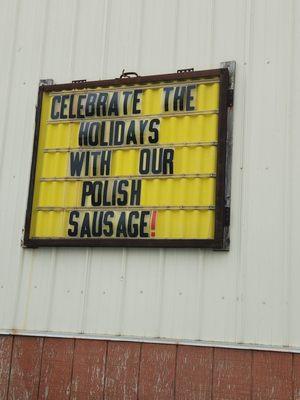 CELEBRATE THE
HOLIDAYS
WITH OUR
POLISH
SAUSAGE!